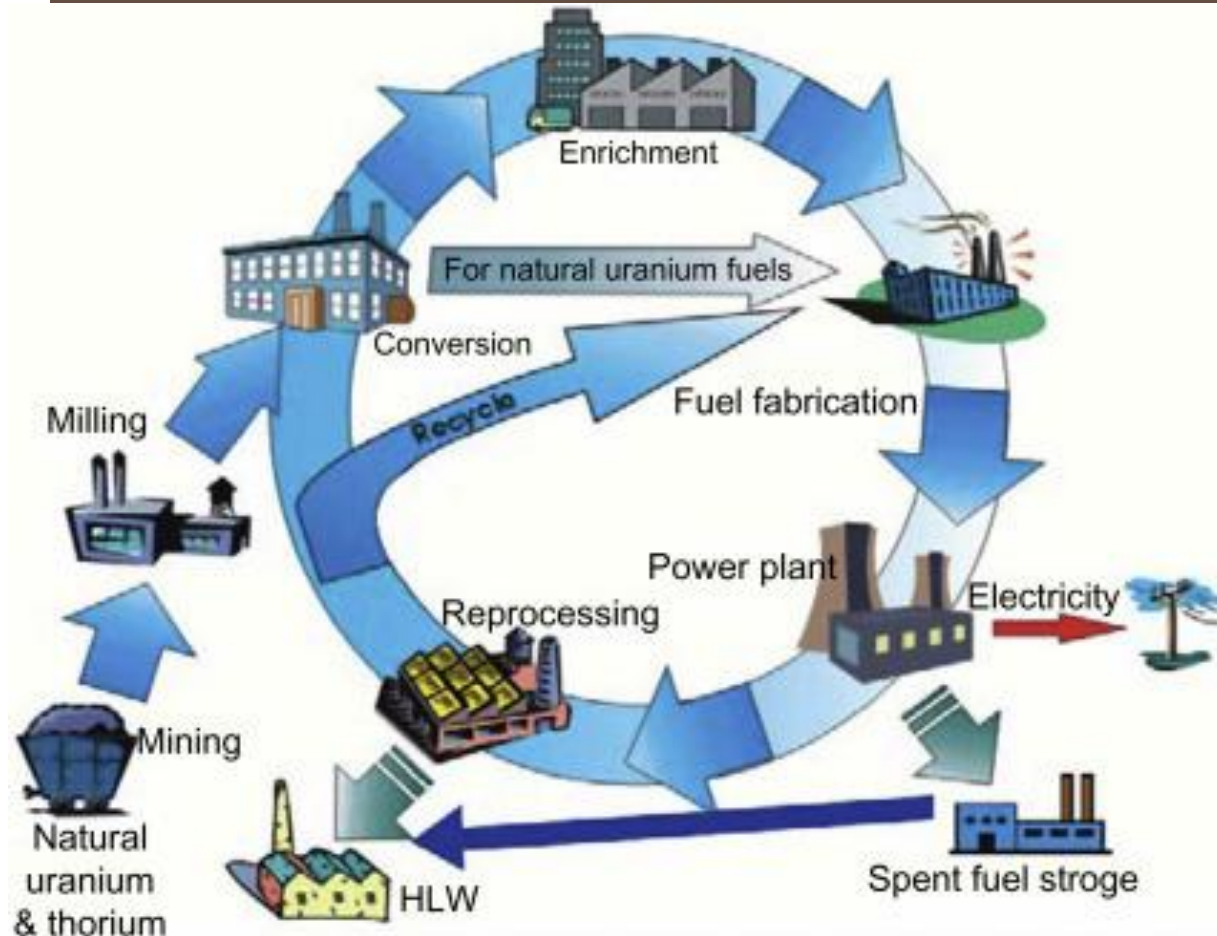 Enrichment
For natural uranium fuels
Conversion
Recycle
Fuel fabrication
Milling
Power plant
Electricity
Reprocessing
Mining
Natural
uranium
& thorium
HLW
Spent fuel stroge